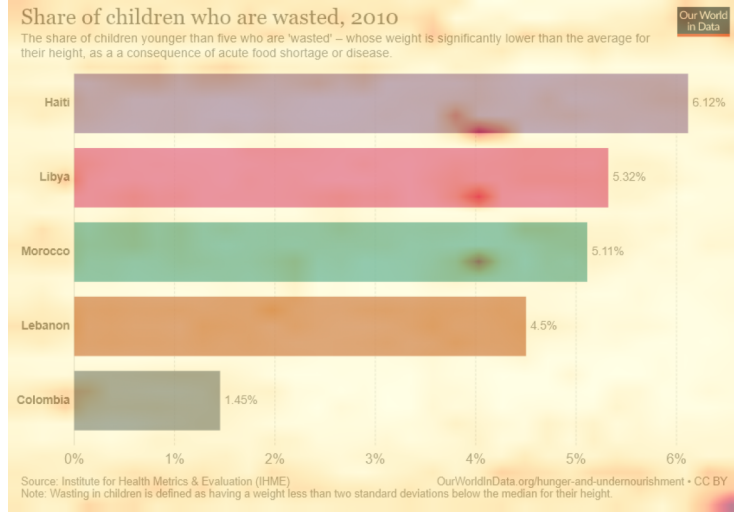 Share of children who are wasted, 2010
Our World
in Data
The share of children younger than five who are 'wasted' – whose weight is significantly lower than the average for
their height, as a a consequence of acute food shortage or disease.
Haiti 6.12%
Libya 5.32%
Morocco 5.11%
Lebanon 4.5%
Colombia 1.45%
0% 1% 2% 3% 4% 5% 6%
Source: Institute for Health Metrics & Evaluation (IHME) OurWorldInData.org/hunger-and-undernourishment • CC BY
Note: Wasting in children is defined as having a weight less than two standard deviations below the median for their height.